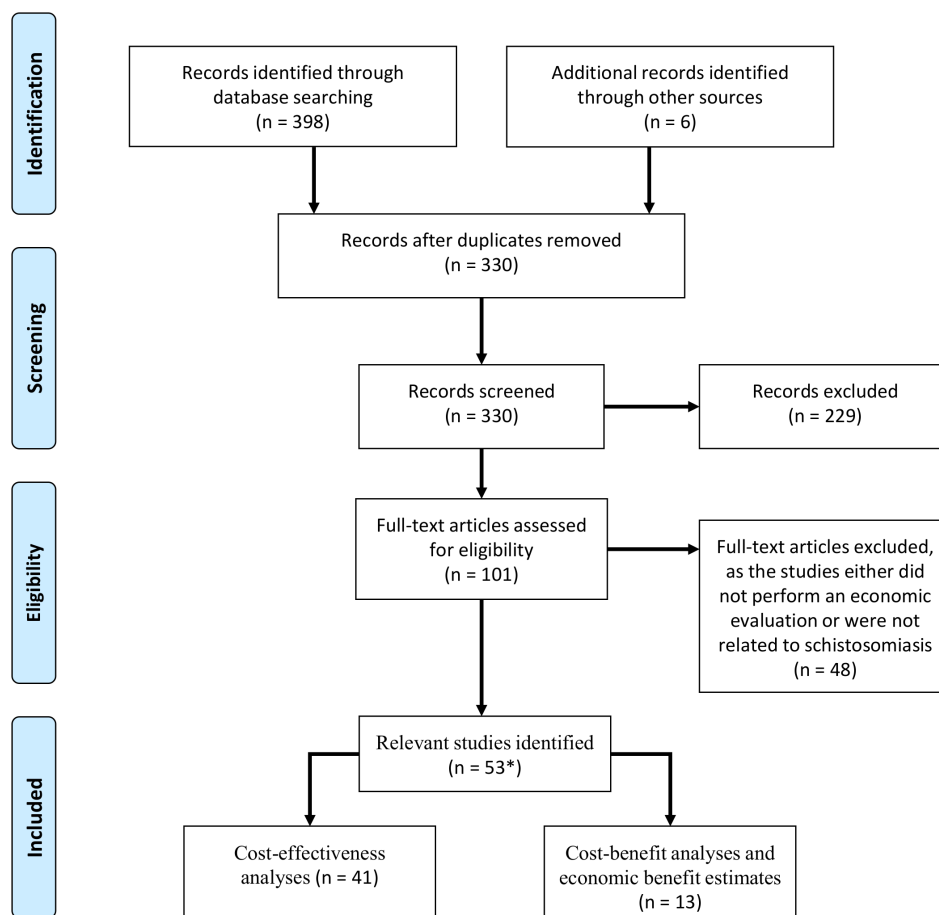 Identification
Records identified through
database searching
(n = 398)
Additional records identified
through other sources
(n = 6)
Records after duplicates removed
(n = 330)
Screening
Records screened
(n = 330)
Records excluded
(n = 229)
Eligibility
Full-text articles assessed
for eligibility
(n = 101)
Full-text articles excluded,
as the studies either did
not perform an economic
evaluation or were not
related to schistosomiasis
(n = 48)
Included
Relevant studies identified
(n = 53*)
Cost-effectiveness
analyses (n = 41)
Cost-benefit analyses and
economic benefit estimates
(n = 13)